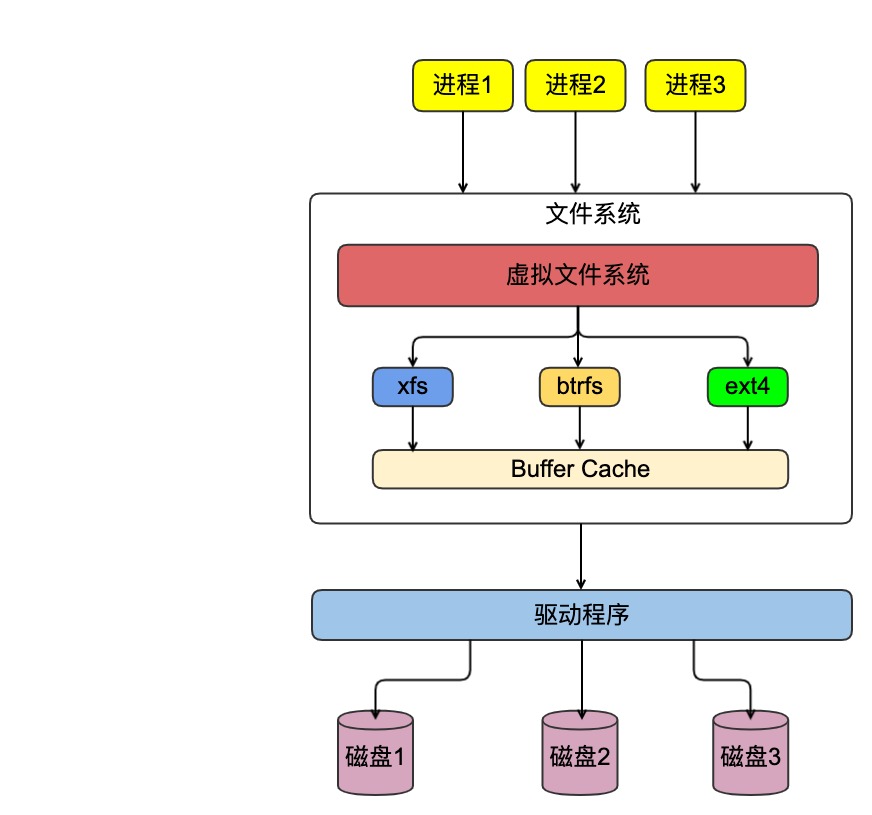 进程1
进程2
进程3
文件系统
虚拟文件系统
xfs
btrfs
ext4
Buffer Cache
驱动程序
磁盘1
磁盘2
磁盘3